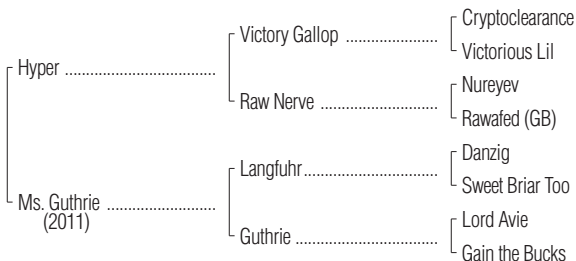 Cryptoclearance
Victory Gallop ....................
Victorious Lil
Hyper .................................
Nureyev
Raw Nerve ..........................
Rawafed (GB)
Danzig
Langfuhr .............................
Sweet Briar Too
Ms. Guthrie ........................
(2011)
Lord Avie
Guthrie ...............................
Gain the Bucks